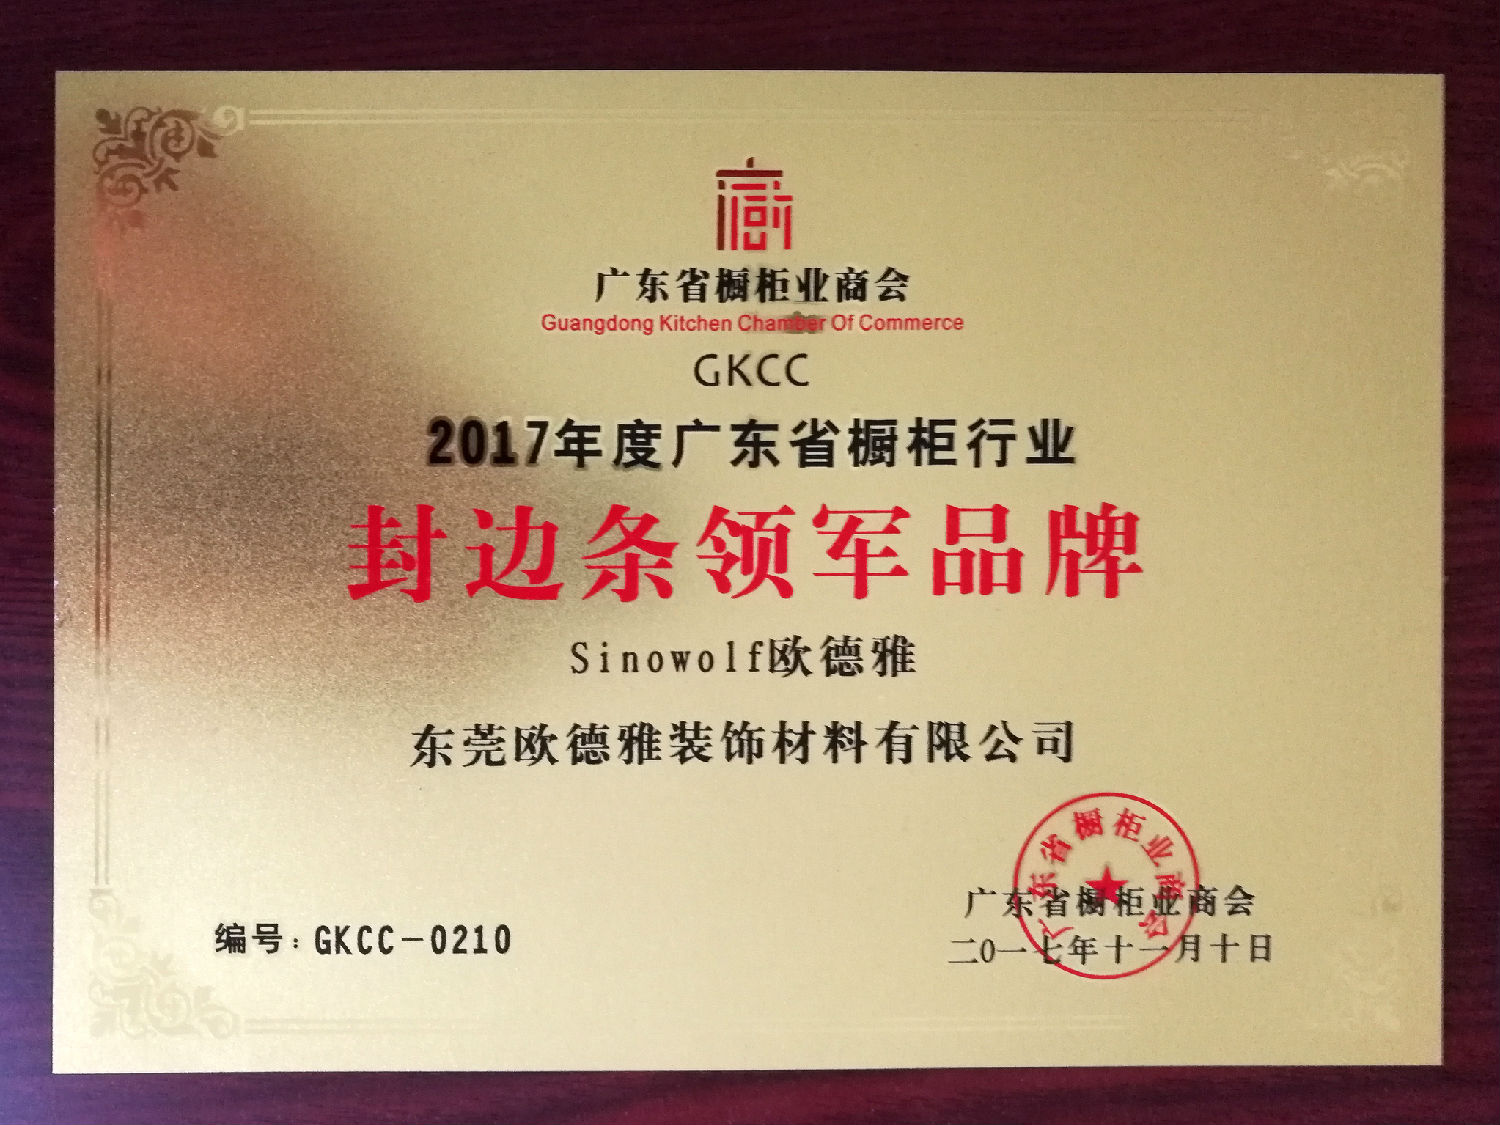 广东省橱柜业商会
Guangdong Kitchen Chamber Of Commerce
GKCC
2017年度广东省橱柜行业
封边条领军品牌
Sinowolf欧德雅
东莞欧德雅装饰材料有限公司
广东省橱柜业商会
编号：GKCC-0210
广东省橱柜业商会
二0一七年十一月十日